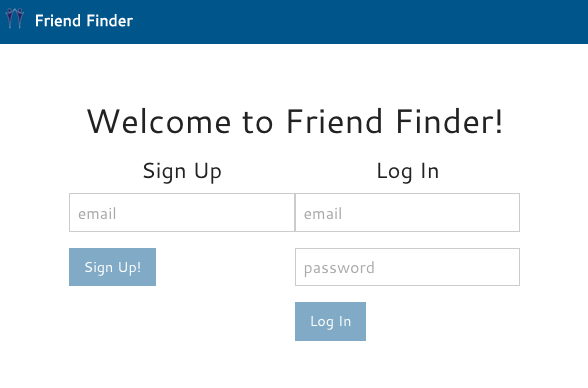 Friend Finder
Welcome to Friend Finder!
Sign Up
email
Sign Up!
Log In
email
password
Log In